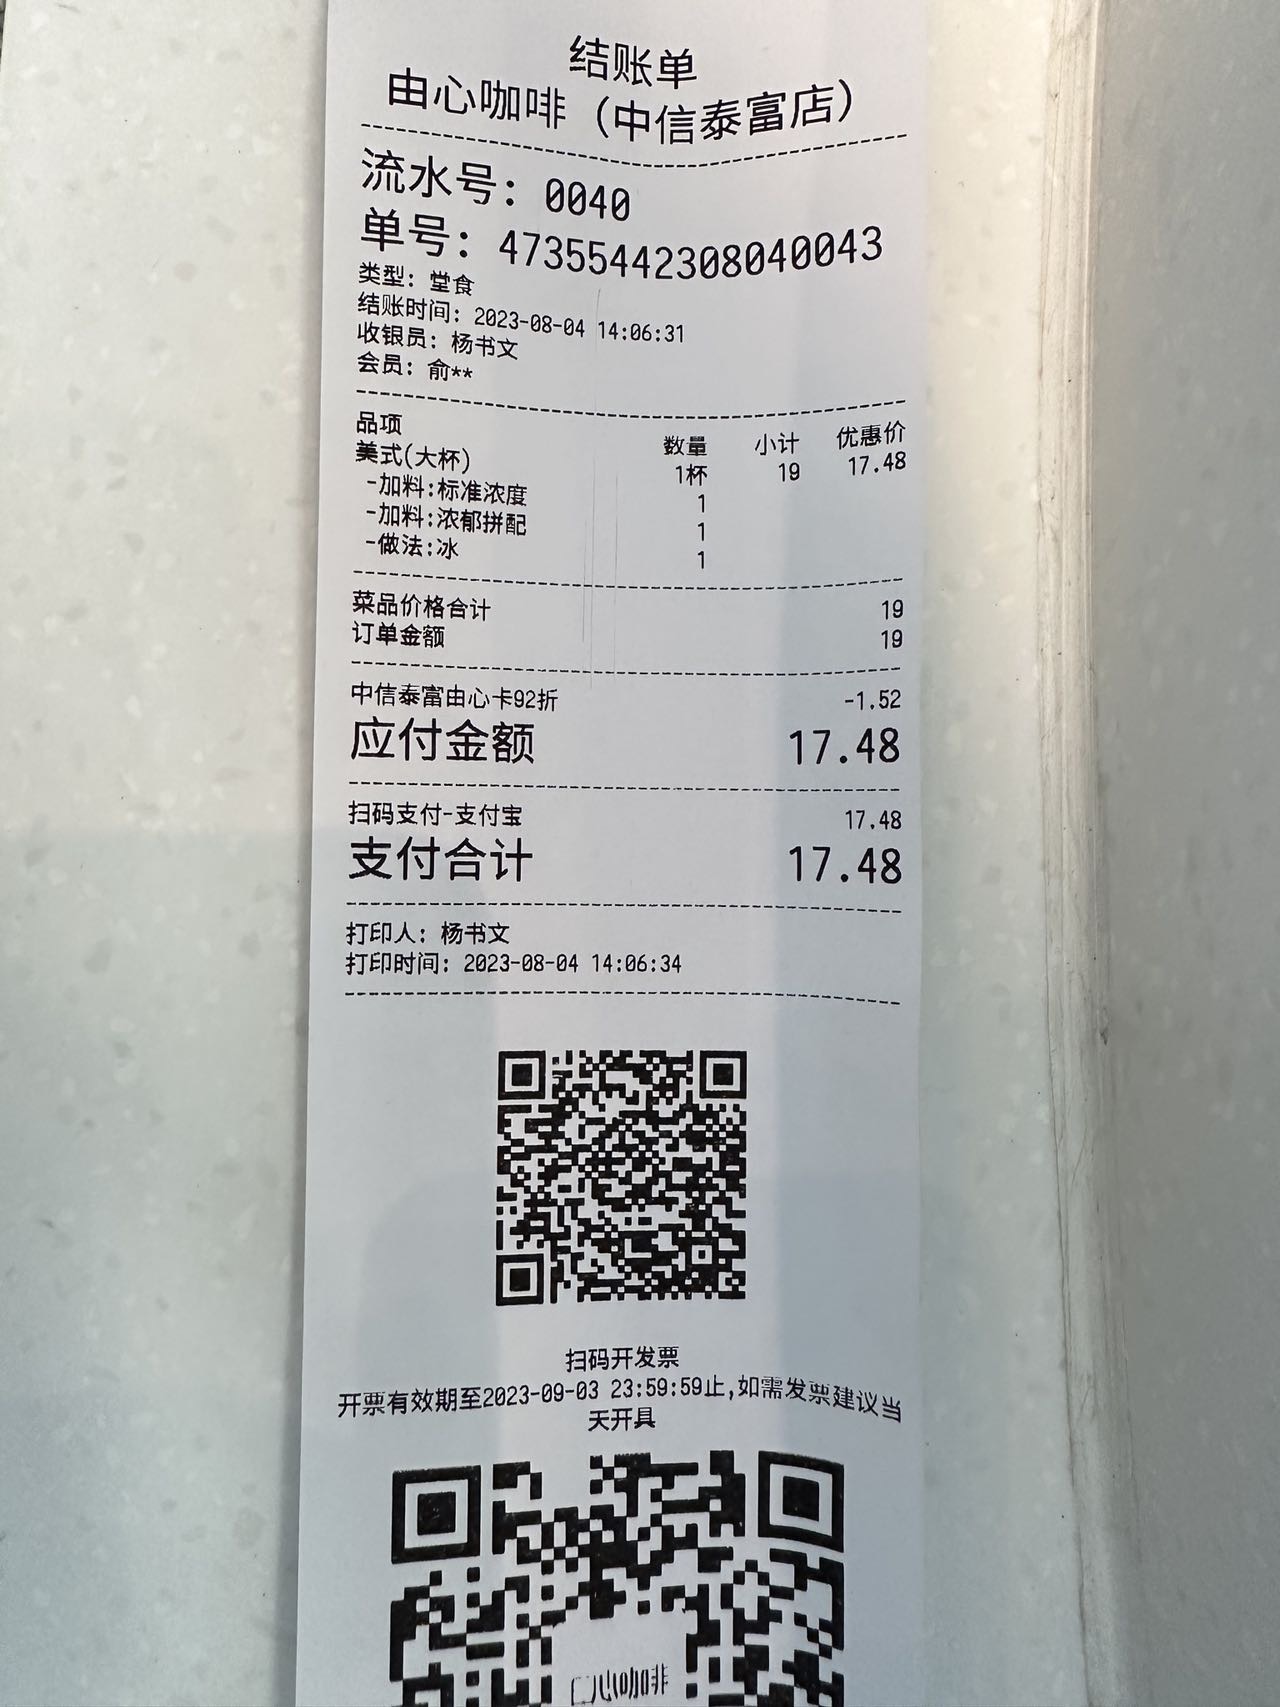 结账单
由心咖啡（中信泰富店）
流水号：0040
单号：47355442308040043
类型：堂食
结账时间：2023-08-04 14:06:31
收银员：杨书文
会员：俞**
品项 数量 小计 优惠价
美式(大杯) 1杯 19 17.48
-加料:标准浓度 1
-加料:浓郁拼配 1
-做法:冰 1
菜品价格合计 19
订单金额 19
中信泰富由心卡92折 -1.52
应付金额 17.48
扫码支付-支付宝 17.48
支付合计 17.48
打印人：杨书文
打印时间：2023-08-04 14:06:34
扫码开发票
开票有效期至2023-09-03 23:59:59止,如需发票建议当
天开具
心咖啡